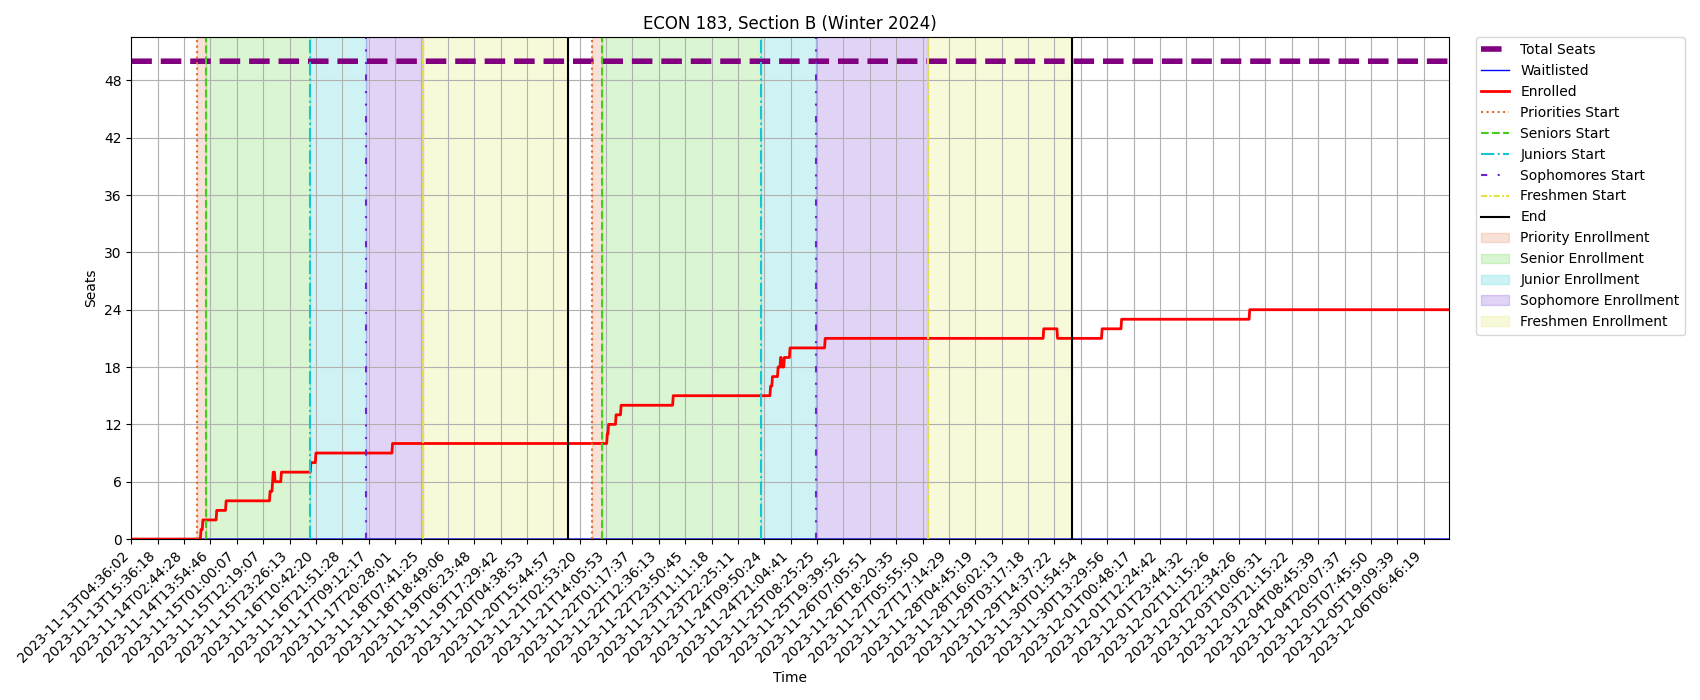 ECON 183, Section B (Winter 2024)
Seats
48
42
36
30
24
18
12
6
0
2023-11-13T04:36:02
2023-11-13T15:36:18
2023-11-14T02:44:28
2023-11-14T13:54:46
2023-11-15T01:00:07
2023-11-15T12:19:07
2023-11-15T23:26:13
2023-11-16T10:42:20
2023-11-16T21:51:28
2023-11-17T09:12:17
2023-11-17T20:28:01
2023-11-18T07:41:25
2023-11-18T18:49:06
2023-11-19T06:23:48
2023-11-19T17:29:42
2023-11-20T04:38:53
2023-11-20T15:44:57
2023-11-21T02:53:20
2023-11-21T14:05:53
2023-11-22T01:17:37
2023-11-22T12:36:13
2023-11-22T23:50:45
2023-11-23T11:11:18
2023-11-23T22:25:11
2023-11-24T09:50:24
2023-11-24T21:04:41
2023-11-25T08:25:25
2023-11-25T19:39:52
2023-11-26T07:05:51
2023-11-26T18:20:35
2023-11-27T05:55:50
2023-11-27T17:14:29
2023-11-28T04:45:19
2023-11-28T16:02:13
2023-11-29T03:17:18
2023-11-29T14:37:22
2023-11-30T01:54:54
2023-11-30T13:29:56
2023-12-01T00:48:17
2023-12-01T12:24:42
2023-12-01T23:44:32
2023-12-02T11:15:26
2023-12-02T22:34:26
2023-12-03T10:06:31
2023-12-03T21:15:22
2023-12-04T08:45:39
2023-12-04T20:07:37
2023-12-05T07:45:50
2023-12-05T19:09:39
2023-12-06T06:46:19
Time
Total Seats
Waitlisted
Enrolled
Priorities Start
Seniors Start
Juniors Start
Sophomores Start
Freshmen Start
End
Priority Enrollment
Senior Enrollment
Junior Enrollment
Sophomore Enrollment
Freshmen Enrollment